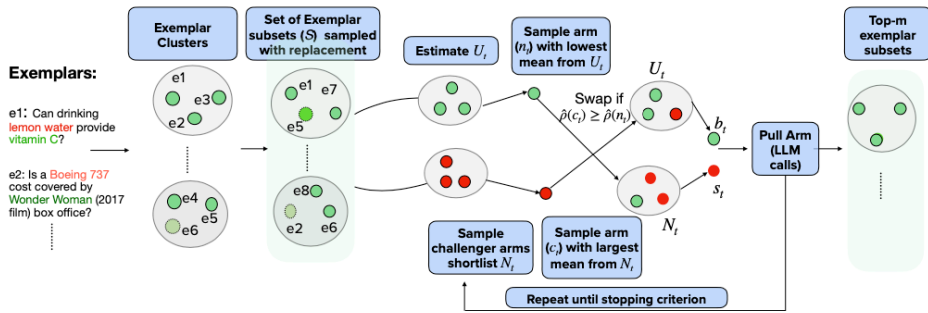 Exemplars:
e1: Can drinking
lemon water provide
vitamin C?
e2: Is a Boeing 737
cost covered by
Wonder Woman (2017
film) box office?
Exemplar
Clusters
e1
e3
e2
e4
e5
e6
Set of Exemplar
subsets (S) sampled
with replacement
e1
e7
e5
e8
e2
e6
Estimate U_t
Sample arm
(n_t) with lowest
mean from U_t
U_t
Swap if
ρ̂(c_t) ≥ ρ̂(n_t)
b_t
s_t
N_t
Sample
challenger arms
shortlist N_t
Sample arm
(c_t) with largest
mean from N_t
Pull Arm
(LLM
calls)
Repeat until stopping criterion
Top-m
exemplar
subsets